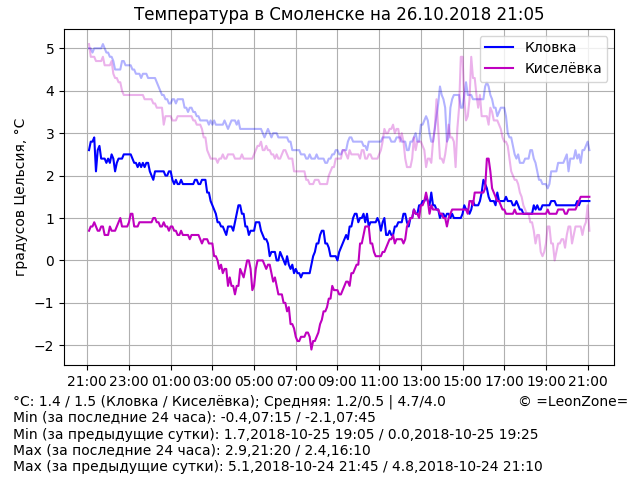 Температура в Смоленске на 26.10.2018 21:05
Кловка
Киселёвка
градусов Цельсия, °C
5
4
3
2
1
0
−1
−2
21:00 23:00 01:00 03:00 05:00 07:00 09:00 11:00 13:00 15:00 17:00 19:00 21:00
°C: 1.4 / 1.5 (Кловка / Киселёвка); Средняя: 1.2/0.5 | 4.7/4.0 © =LeonZone=
Min (за последние 24 часа): -0.4,07:15 / -2.1,07:45
Min (за предыдущие сутки): 1.7,2018-10-25 19:05 / 0.0,2018-10-25 19:25
Max (за последние 24 часа): 2.9,21:20 / 2.4,16:10
Max (за предыдущие сутки): 5.1,2018-10-24 21:45 / 4.8,2018-10-24 21:10